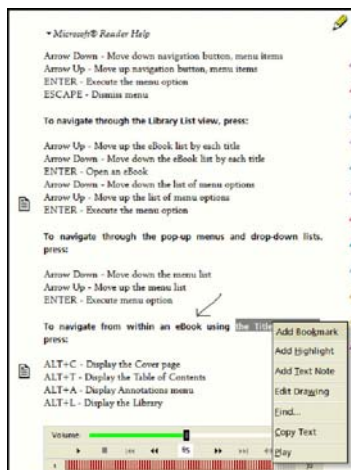 Microsoft® Reader Help
Arrow Down - Move down navigation button, menu items
Arrow Up - Move up navigation button, menu items
ENTER - Execute the menu option
ESCAPE - Dismiss menu
To navigate through the Library List view, press:
Arrow Up - Move up the eBook list by each title
Arrow Down - Move down the eBook list by each title
ENTER - Open an eBook
Arrow Down - Move down the list of menu options
Arrow Up - Move up the list of menu options
ENTER - Execute the menu option
To navigate through the pop-up menus and drop-down lists,
press:
Arrow Down - Move down the menu list
Arrow Up - Move up the menu list
ENTER - Execute menu option
To navigate from within an eBook using the Title
press:
ALT+C - Display the Cover page
ALT+T - Display the Table of Contents
ALT+A - Display Annotations menu
ALT+L - Display the Library
Add Bookmark
Add Highlight
Add Text Note
Edit Drawing
Find...
Copy Text
Play
Volume